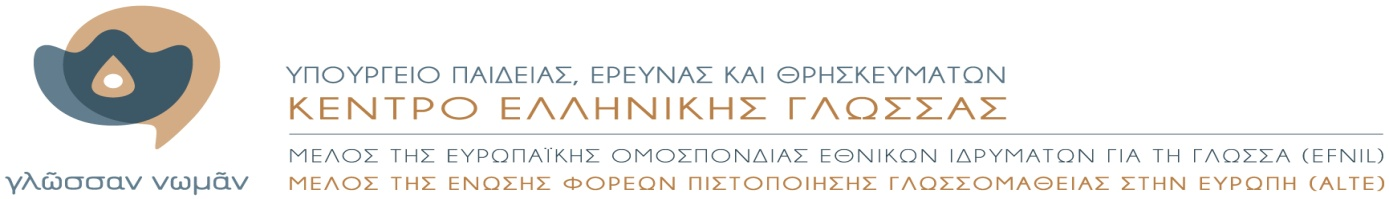 ΥΠΟΥΡΓΕΙΟ ΠΑΙΔΕΙΑΣ, ΕΡΕΥΝΑΣ ΚΑΙ ΘΡΗΣΚΕΥΜΑΤΩΝ
ΚΕΝΤΡΟ ΕΛΛΗΝΙΚΗΣ ΓΛΩΣΣΑΣ
ΜΕΛΟΣ ΤΗΣ ΕΥΡΩΠΑΪΚΗΣ ΟΜΟΣΠΟΝΔΙΑΣ ΕΘΝΙΚΩΝ ΙΔΡΥΜΑΤΩΝ ΓΙΑ ΤΗ ΓΛΩΣΣΑ (EFNIL)
ΜΕΛΟΣ ΤΗΣ ΕΝΩΣΗΣ ΦΟΡΕΩΝ ΠΙΣΤΟΠΟΙΗΣΗΣ ΓΛΩΣΣΟΜΑΘΕΙΑΣ ΣΤΗΝ ΕΥΡΩΠΗ (ALTE)
γλῶσσαν νωμᾶν